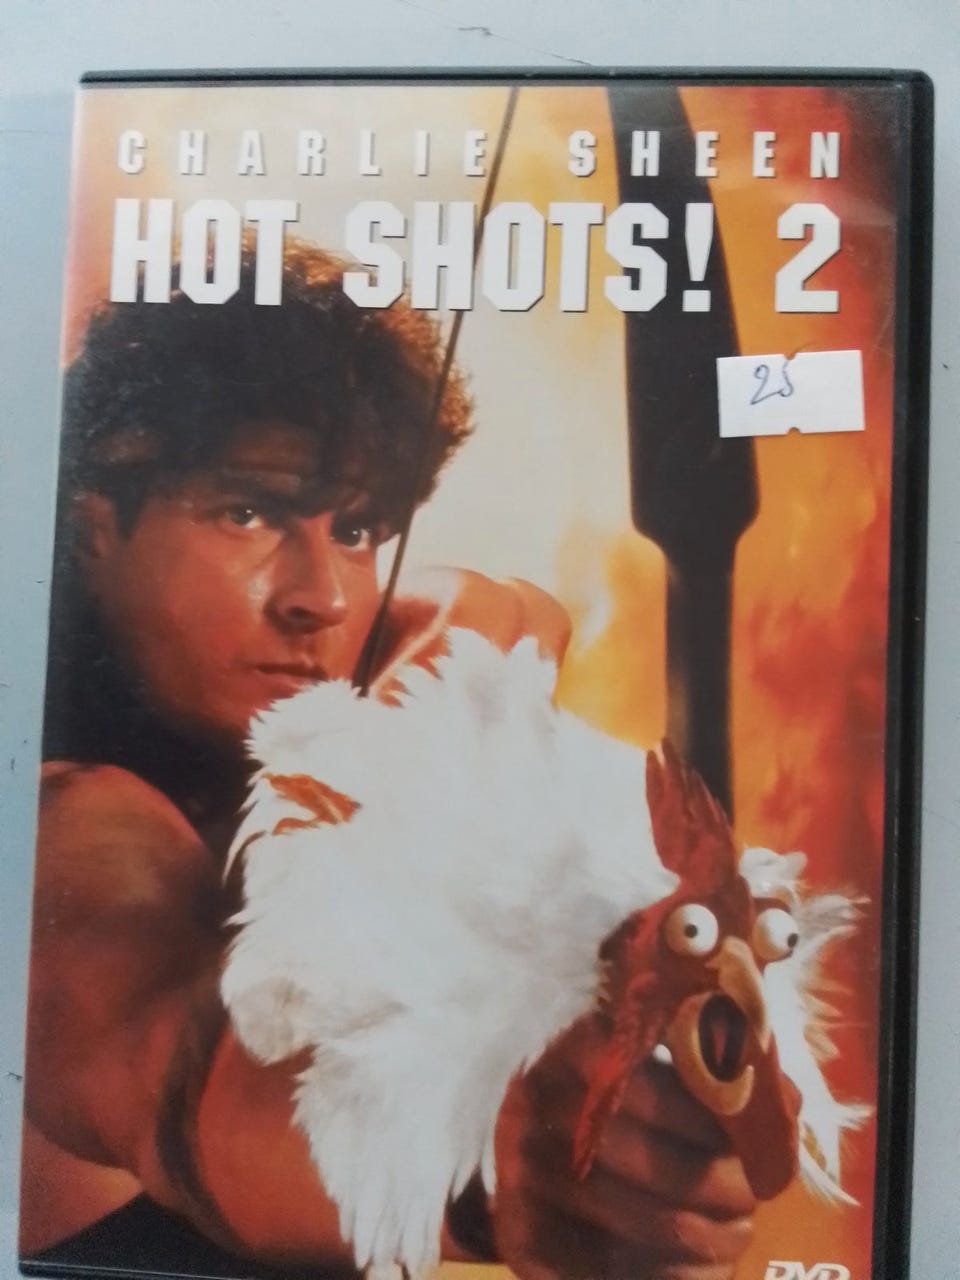 CHARLIE SHEEN
HOT SHOTS! 2
25
DVD